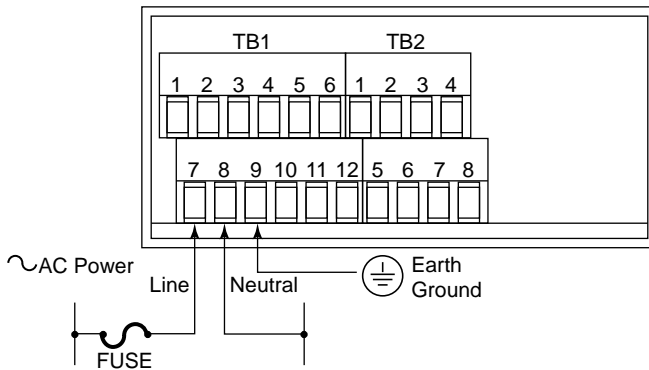 TB1 TB2
1 2 3 4 5 6 1 2 3 4
7 8 9 10 11 12 5 6 7 8
AC Power
Line Neutral
Earth
Ground
FUSE